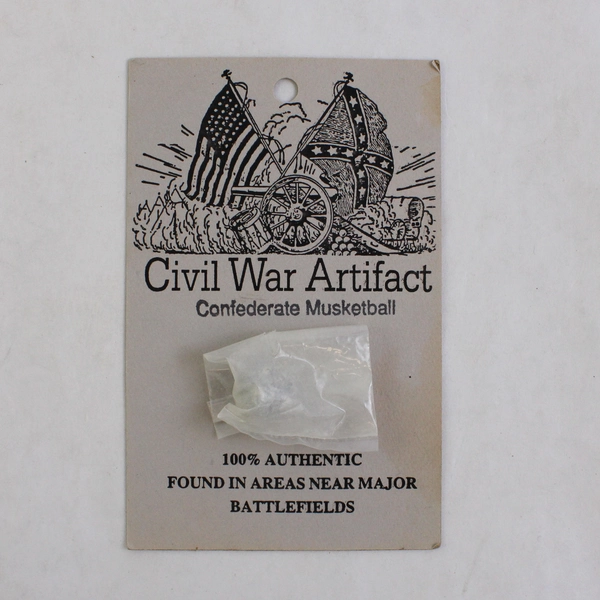 Civil War Artifact
Confederate Musketball
100% AUTHENTIC
FOUND IN AREAS NEAR MAJOR
BATTLEFIELDS